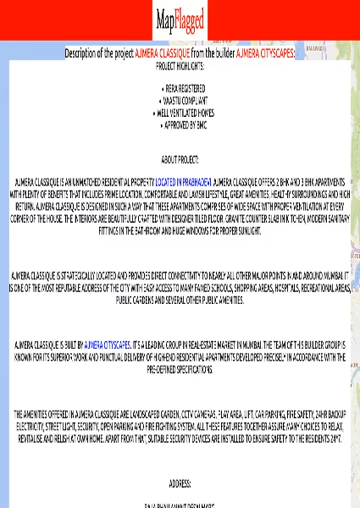 MapFlagged
Description of the project AJMERA CLASSIQUE from the builder AJMERA CITYSCAPES:
PROJECT HIGHLIGHTS:
• RERA REGISTERED
• VAASTU COMPLIANT
• WELL VENTILATED HOMES
• APPROVED BY BMC
ABOUT PROJECT:
AJMERA CLASSIQUE IS AN UNMATCHED RESIDENTIAL PROPERTY LOCATED IN PRABHADEVI. AJMERA CLASSIQUE OFFERS 2 BHK AND 3 BHK APARTMENTS
WITH PLENTY OF BENEFITS THAT INCLUDES PRIME LOCATION, COMFORTABLE AND LAVISH LIFESTYLE, GREAT AMENITIES, HEALTHY SURROUNDINGS AND HIGH
RETURN. AJMERA CLASSIQUE IS DESIGNED IN SUCH A WAY THAT THESE APARTMENTS COMPRISES OF WIDE SPACE WITH PROPER VENTILATION AT EVERY
CORNER OF THE HOUSE. THE INTERIORS ARE BEAUTIFULLY CRAFTED WITH DESIGNER TILED FLOOR, GRANITE COUNTER SLAB IN KITCHEN, MODERN SANITARY
FITTINGS IN THE BATHROOM AND HUGE WINDOWS FOR PROPER SUNLIGHT.
AJMERA CLASSIQUE IS STRATEGICALLY LOCATED AND PROVIDES DIRECT CONNECTIVITY TO NEARLY ALL OTHER MAJOR POINTS IN AND AROUND MUMBAI. IT
IS ONE OF THE MOST REPUTABLE ADDRESS OF THE CITY WITH EASY ACCESS TO MANY FAMED SCHOOLS, SHOPPING AREAS, HOSPITALS, RECREATIONAL AREAS,
PUBLIC GARDENS AND SEVERAL OTHER PUBLIC AMENITIES.
AJMERA CLASSIQUE IS BUILT BY AJMERA CITYSCAPES. IT'S A LEADING GROUP IN REAL-ESTATE MARKET IN MUMBAI. THE TEAM OF THIS BUILDER GROUP IS
KNOWN FOR ITS SUPERIOR WORK AND PUNCTUAL DELIVERY OF HIGH-END RESIDENTIAL APARTMENTS DEVELOPED PRECISELY IN ACCORDANCE WITH THE
PRE-DEFINED SPECIFICATIONS.
THE AMENITIES OFFERED IN AJMERA CLASSIQUE ARE LANDSCAPED GARDEN, CCTV CAMERAS, PLAY AREA, LIFT, CAR PARKING, FIRE SAFETY, 24HR BACKUP
ELECTRICITY, STREET LIGHT, SECURITY, OPEN PARKING AND FIRE FIGHTING SYSTEM. ALL THESE FEATURES TOGETHER ASSURE MANY CHOICES TO RELAX,
REVITALISE AND RELISH AT OWN HOME. APART FROM THAT, SUITABLE SECURITY DEVICES ARE INSTALLED TO ENSURE SAFETY TO THE RESIDENTS 24*7.
ADDRESS: